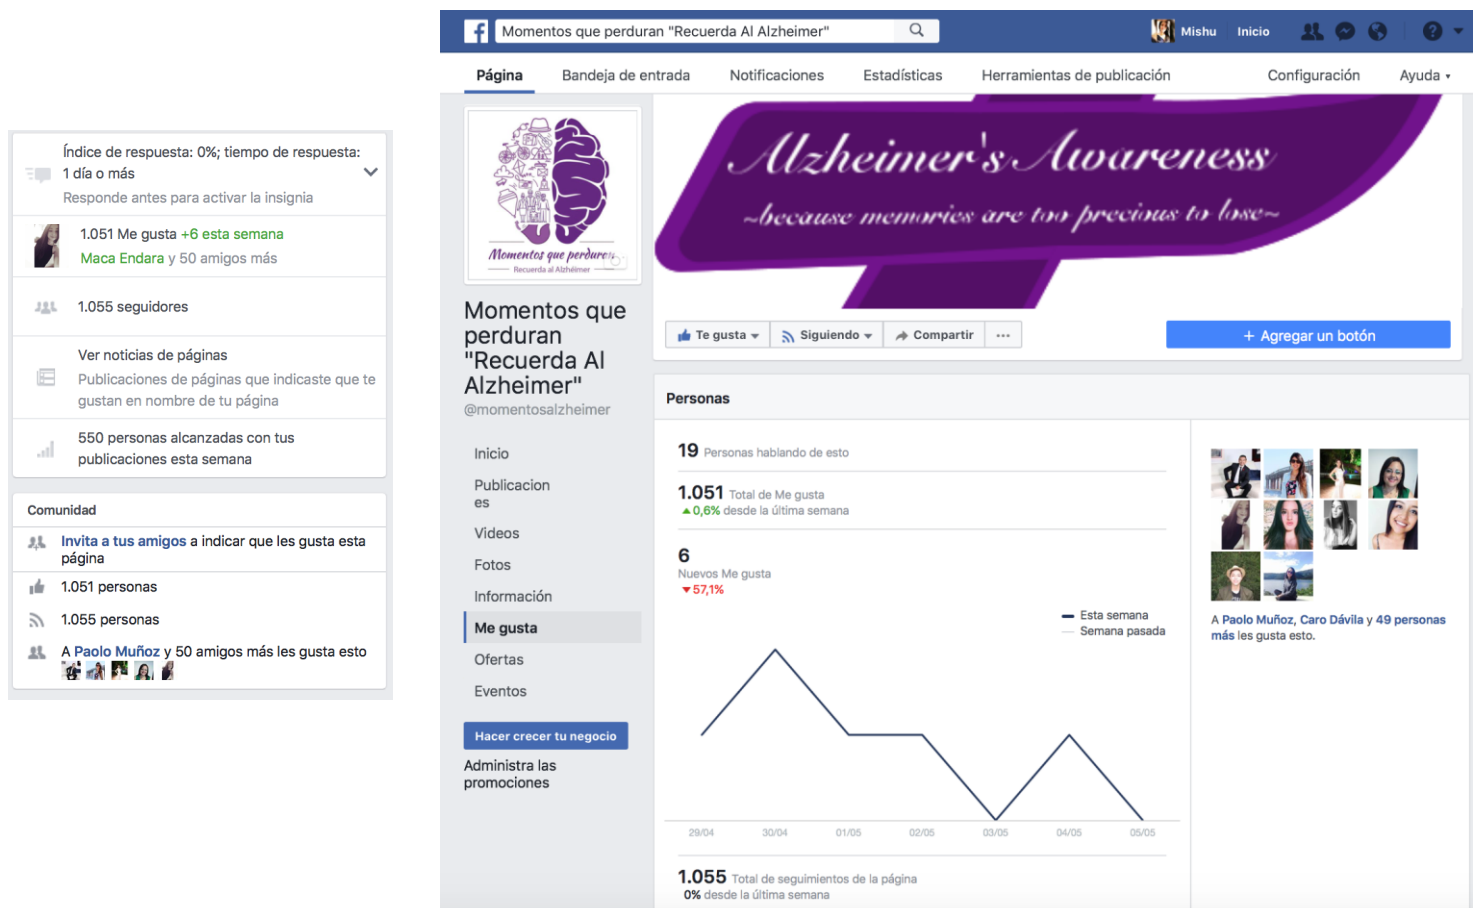 Índice de respuesta: 0%; tiempo de respuesta:
1 día o más
Responde antes para activar la insignia
1.051 Me gusta +6 esta semana
Maca Endara y 50 amigos más
1.055 seguidores
Ver noticias de páginas
Publicaciones de páginas que indicaste que te
gustan en nombre de tu página
550 personas alcanzadas con tus
publicaciones esta semana
Comunidad
Invita a tus amigos a indicar que les gusta esta
página
1.051 personas
1.055 personas
A Paolo Muñoz y 50 amigos más les gusta esto
Momentos que perduran "Recuerda Al Alzheimer"
Mishu
Inicio
Página
Bandeja de entrada
Notificaciones
Estadísticas
Herramientas de publicación
Configuración
Ayuda
Momentos que perduren
Recuerda al Alzhéimer
Alzheimer's Awareness
~because memories are too precious to lose~
Momentos que
perduran
"Recuerda Al
Alzheimer"
@momentosalzheimer
Te gusta
Siguiendo
Compartir
...
+ Agregar un botón
Inicio
Publicacion
es
Videos
Fotos
Información
Me gusta
Ofertas
Eventos
Hacer crecer tu negocio
Administra las
promociones
Personas
19 Personas hablando de esto
1.051 Total de Me gusta
0,6% desde la última semana
6
Nuevos Me gusta
57,1%
Esta semana
Semana pasada
29/04 30/04 01/05 02/05 03/05 04/05 05/05
1.055 Total de seguimientos de la página
0% desde la última semana
A Paolo Muñoz, Caro Dávila y 49 personas
más les gusta esto.